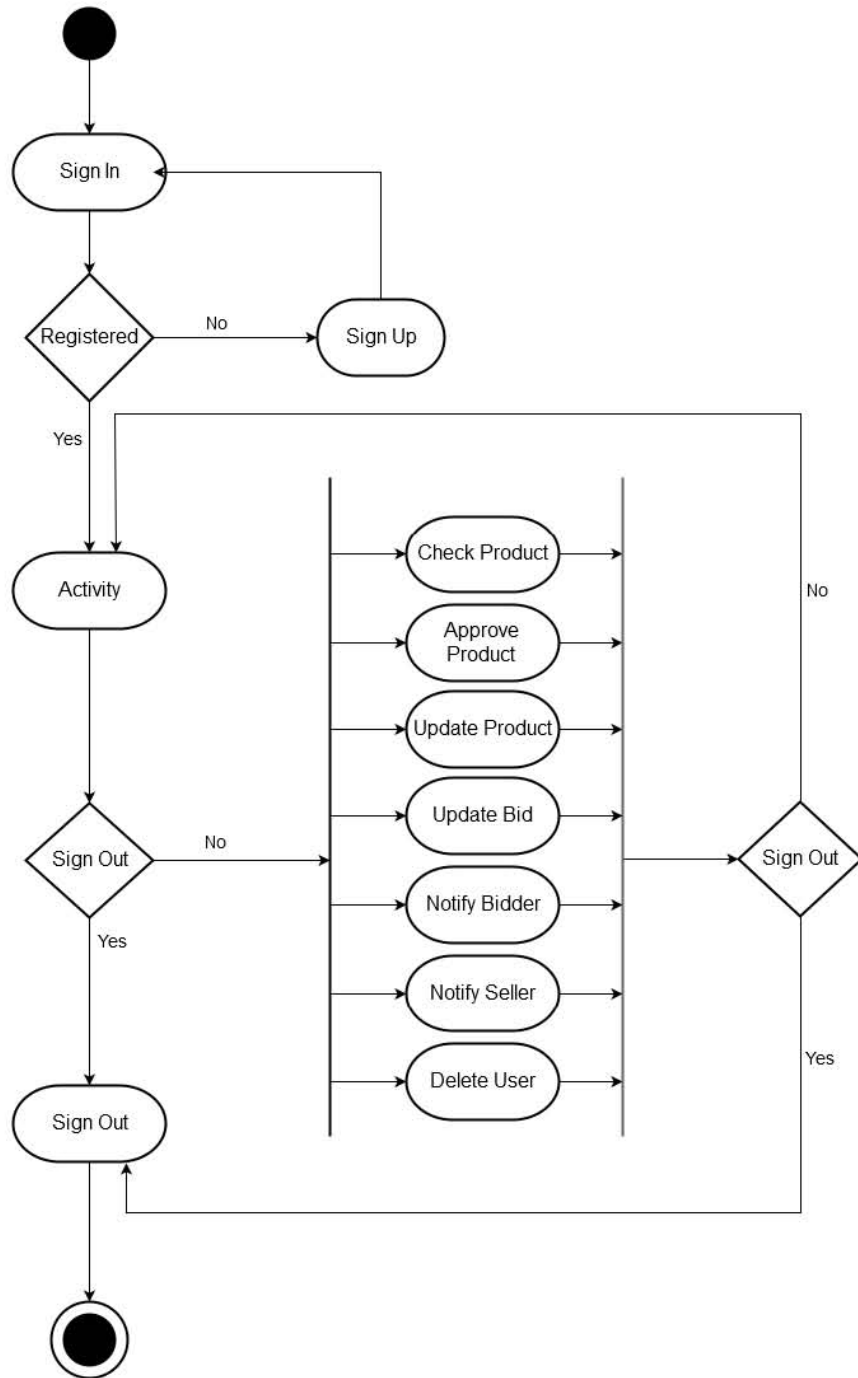 Sign In
Registered
No
Sign Up
Yes
Activity
Check Product
Approve
Product
Update Product
Update Bid
Notify Bidder
Notify Seller
Delete User
No
Sign Out
No
Sign Out
Yes
Yes
Sign Out